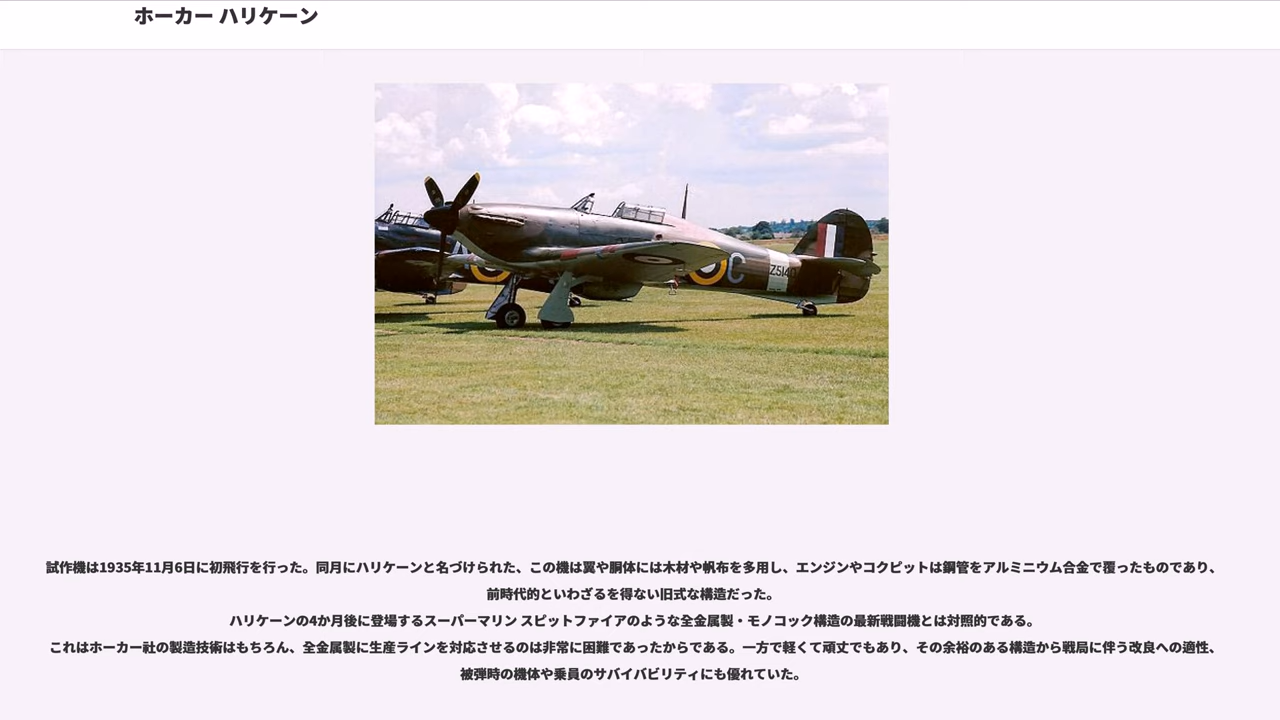 ホーカー ハリケーン
C
Z5140
試作機は1935年11月6日に初飛行を行った。同月にハリケーンと名づけられた、この機は翼や胴体には木材や帆布を多用し、エンジンやコクピットは鋼管をアルミニウム合金で覆ったものであり、
前時代的といわざるを得ない旧式な構造だった。
ハリケーンの4か月後に登場するスーパーマリン スピットファイアのような全金属製・モノコック構造の最新戦闘機とは対照的である。
これはホーカー社の製造技術はもちろん、全金属製に生産ラインを対応させるのは非常に困難であったからである。一方で軽くて頑丈でもあり、その余裕のある構造から戦局に伴う改良への適性、
被弾時の機体や乗員のサバイバビリティにも優れていた。